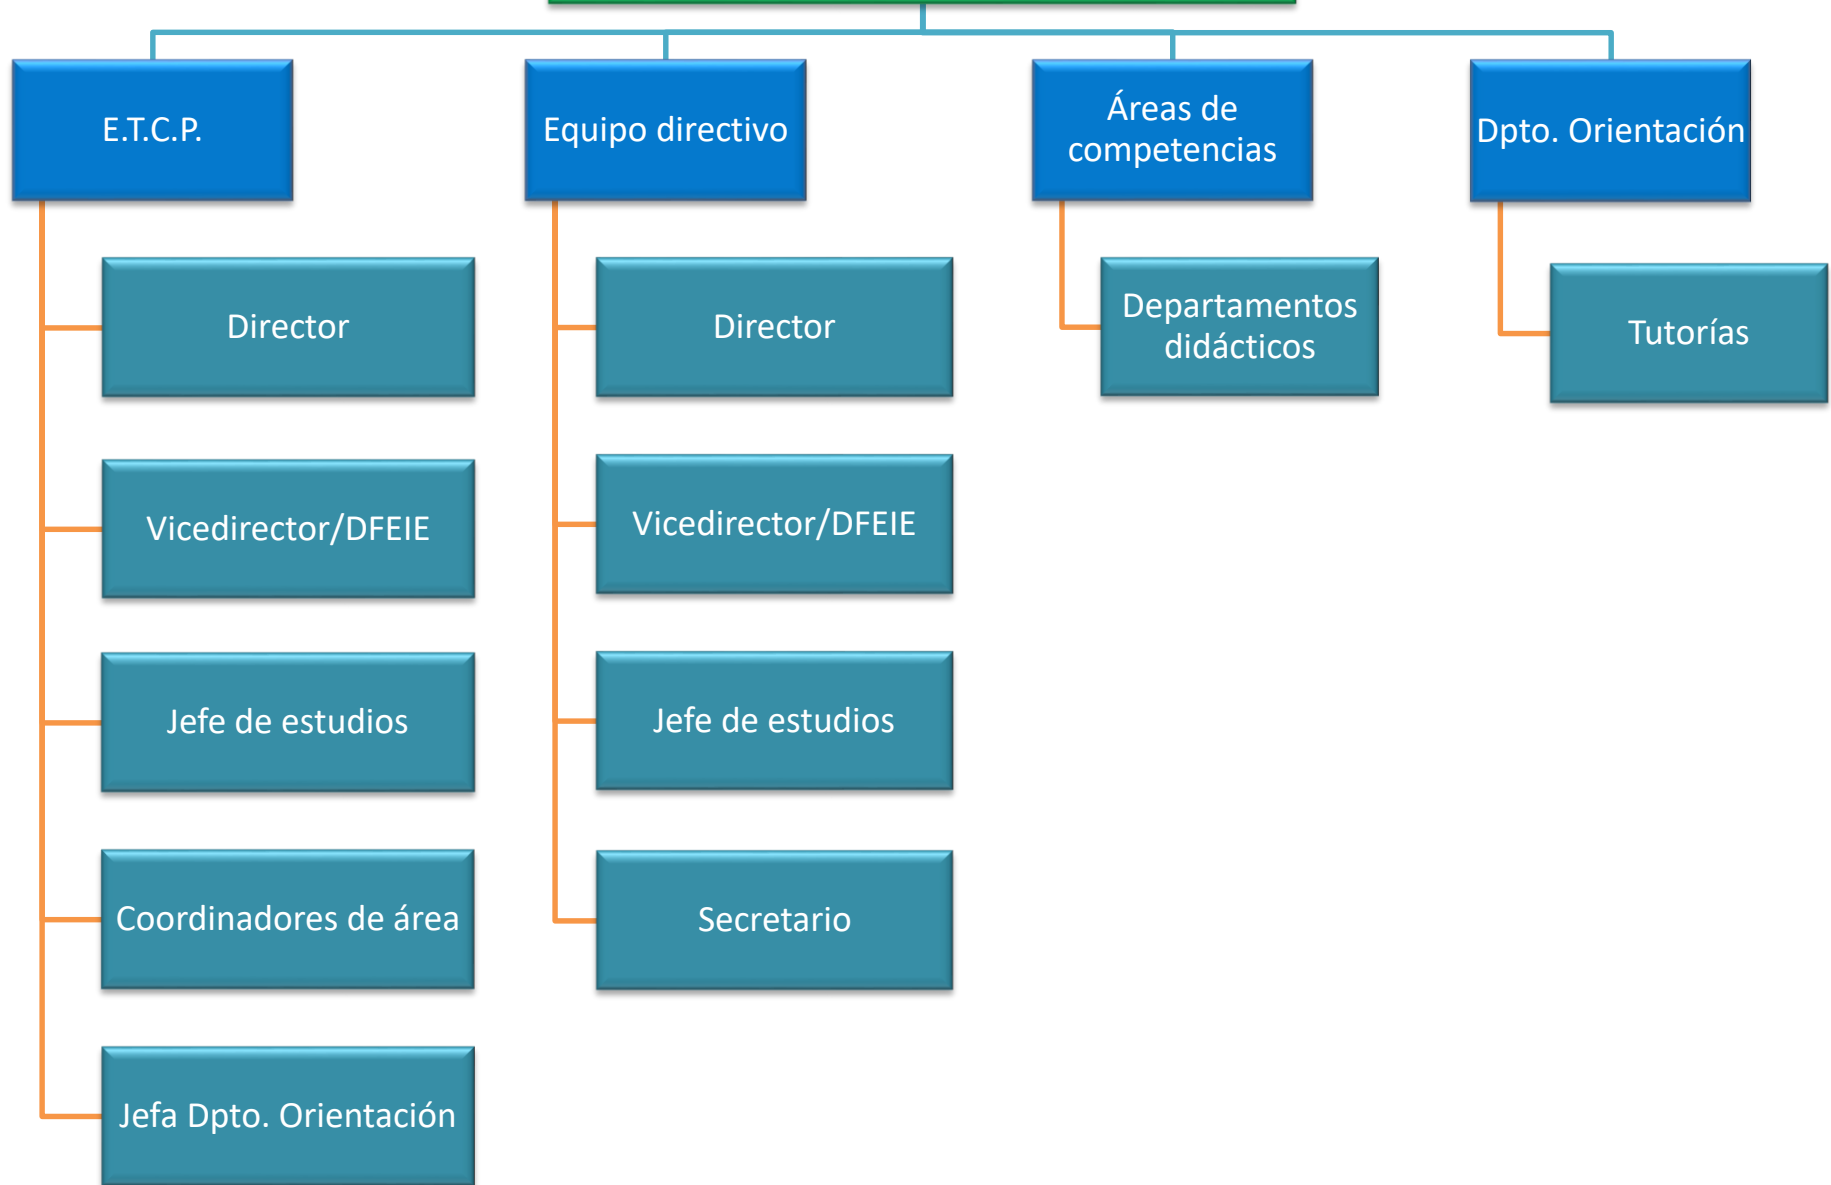 E.T.C.P.
Director
Vicedirector/DFEIE
Jefe de estudios
Coordinadores de área
Jefa Dpto. Orientación
Equipo directivo
Director
Vicedirector/DFEIE
Jefe de estudios
Secretario
Áreas de
competencias
Departamentos
didácticos
Dpto. Orientación
Tutorías